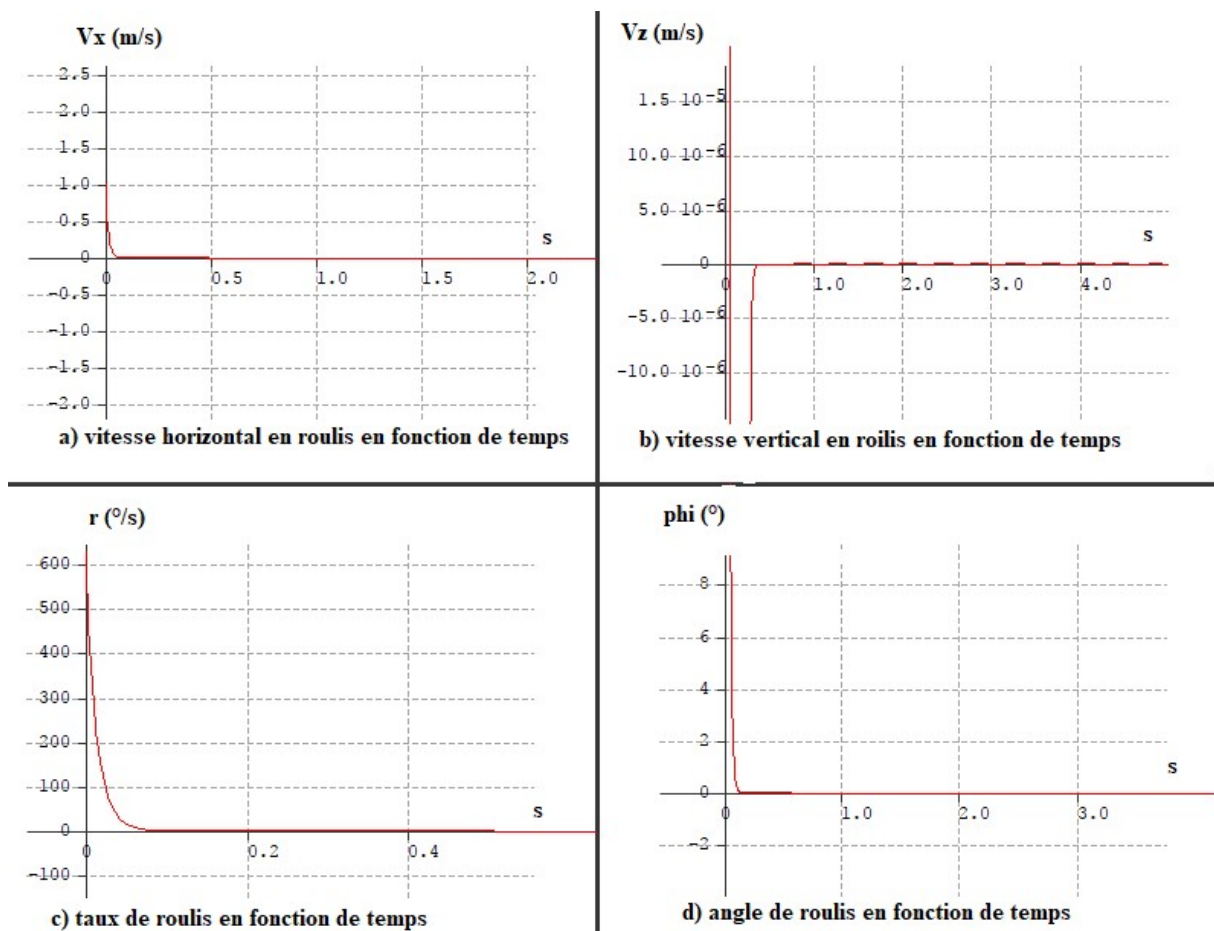 Vx (m/s)
2.5
2.0
1.5
1.0
0.5
0
-0.5
-1.0
-1.5
-2.0
0 0.5 1.0 1.5 2.0
s
a) vitesse horizontal en roulis en fonction de temps
Vz (m/s)
1.5 10-5
10.0 10-6
5.0 10-6
0
-5.0 10-6
-10.0 10-6
0 1.0 2.0 3.0 4.0
s
b) vitesse vertical en roilis en fonction de temps
r (°/s)
600
500
400
300
200
100
0
-100
0 0.2 0.4
s
c) taux de roulis en fonction de temps
phi (°)
8
6
4
2
0
-2
0 1.0 2.0 3.0
s
d) angle de roulis en fonction de temps